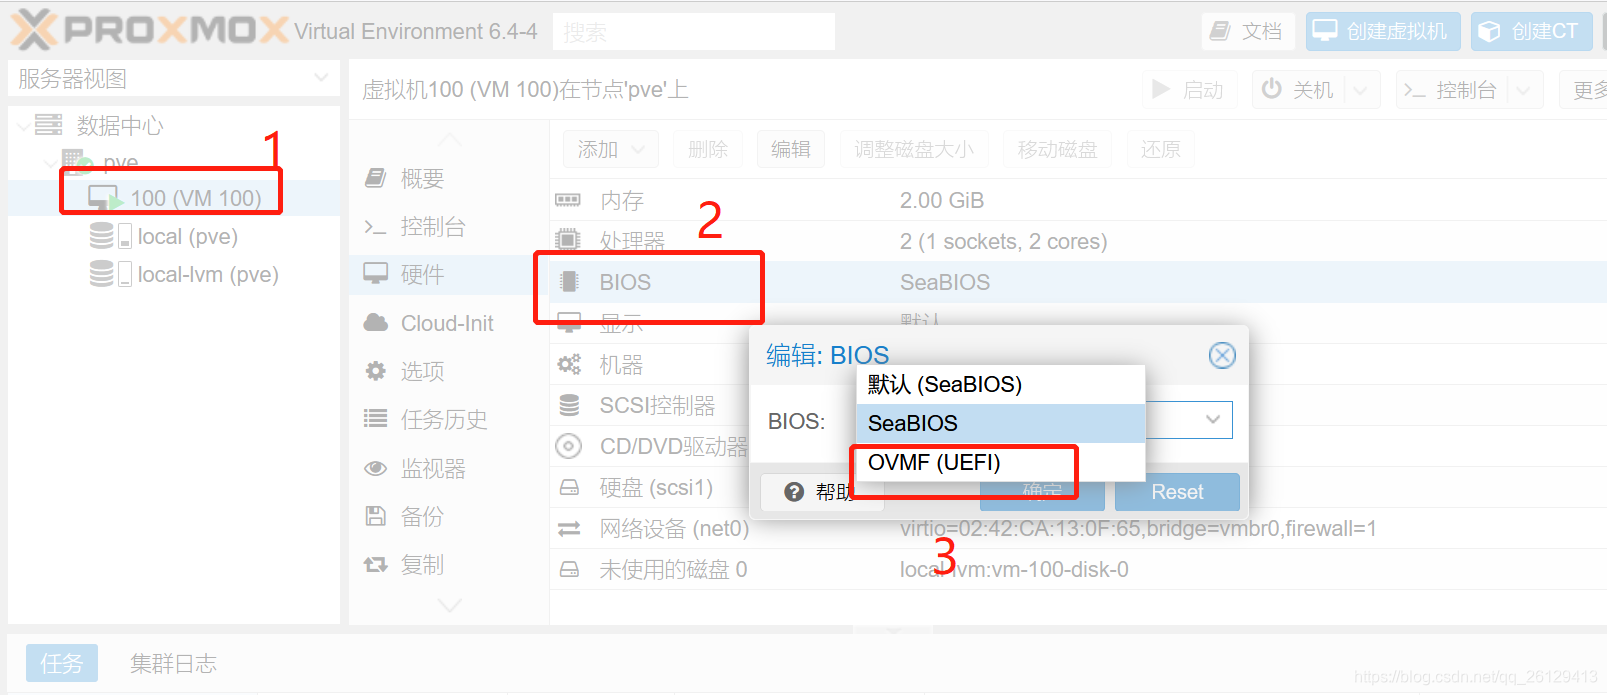 PROXMOX Virtual Environment 6.4-4 搜索 文档 创建虚拟机 创建CT
服务器视图
虚拟机100 (VM 100)在节点'pve'上 启动 关机 控制台 更多
数据中心
1
pve
100 (VM 100)
local (pve)
local-lvm (pve)
概要
控制台
硬件
Cloud-Init
选项
任务历史
监视器
备份
复制
添加 删除 编辑 调整磁盘大小 移动磁盘 还原
内存 2.00 GiB
2
处理器 2 (1 sockets, 2 cores)
BIOS SeaBIOS
显示 默认
机器
SCSI控制器
CD/DVD驱动器
硬盘 (scsi1)
网络设备 (net0) virtio=02:42:CA:13:0F:65,bridge=vmbr0,firewall=1
未使用的磁盘 0 local-lvm:vm-100-disk-0
编辑: BIOS
默认 (SeaBIOS)
BIOS:
SeaBIOS
OVMF (UEFI)
帮助 确定 Reset
3
任务 集群日志
https://blog.csdn.net/qq_26129413